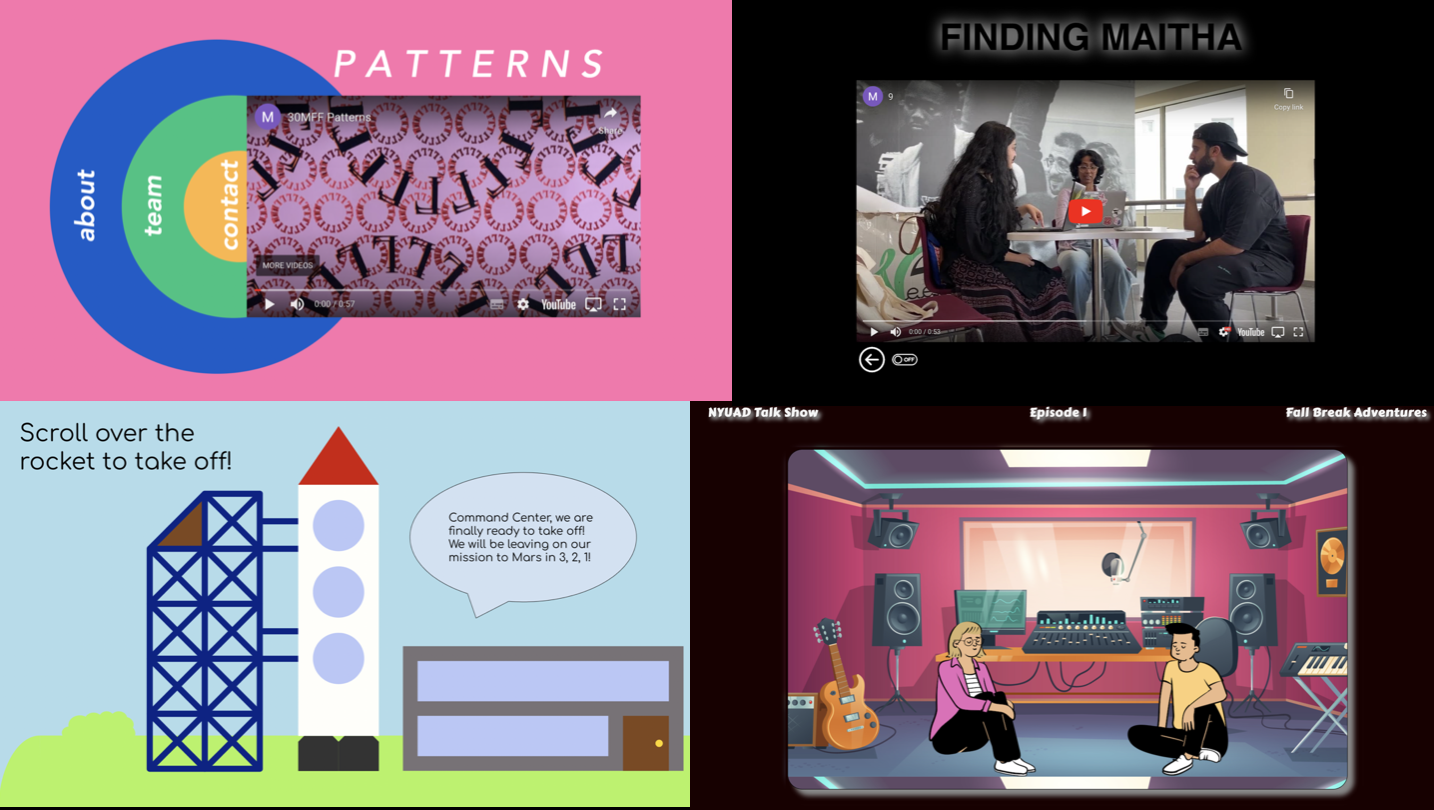 PATTERNS
about
team
contact
M
30MFF Patterns
Share
MORE VIDEOS
0:00 / 0:57
YouTube
FINDING MAITHA
M
9
Copy link
0:00 / 0:53
YouTube
OFF
Scroll over the
rocket to take off!
Command Center, we are
finally ready to take off!
We will be leaving on our
mission to Mars in 3, 2, 1!
NYUAD Talk Show
Episode 1
Fall Break Adventures